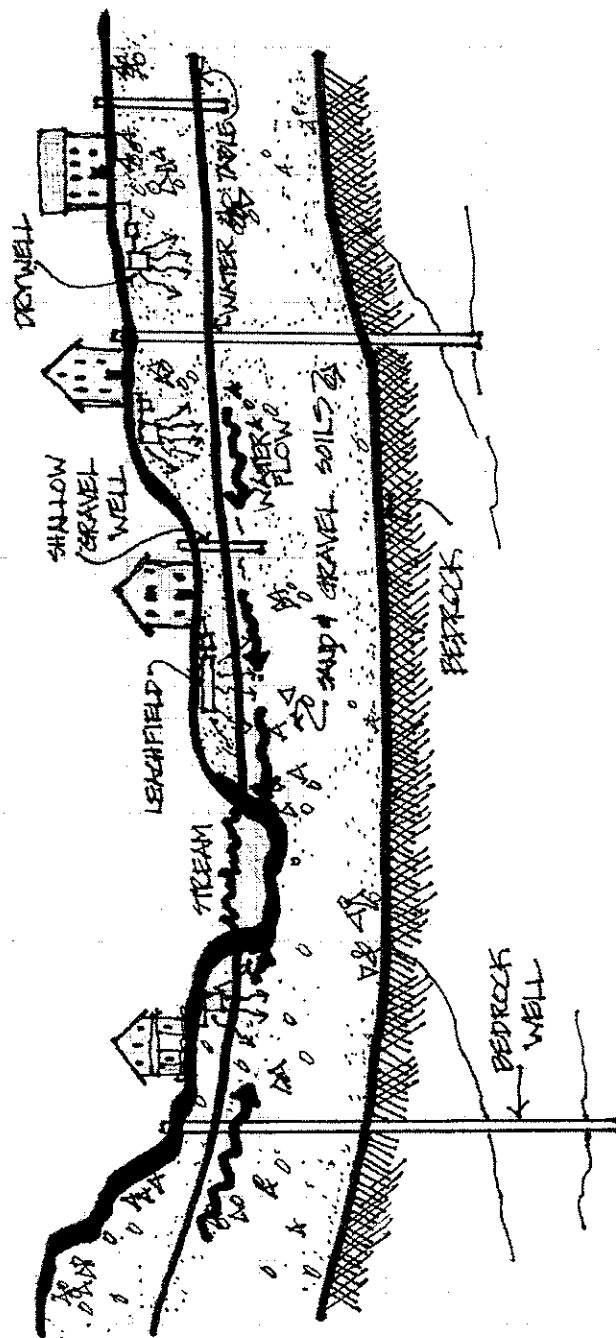 DRYWELL
SHALLOW
GRAVEL
WELL
LEACHFIELD
STREAM
WATER TABLE
WATER
FLOW
SAND & GRAVEL SOILS
BEDROCK
BEDROCK
WELL